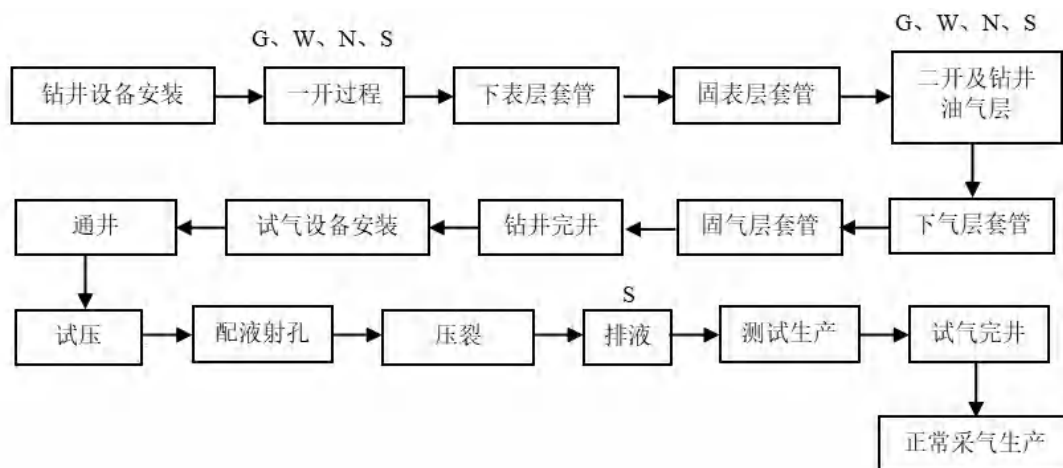 G、W、N、S
G、W、N、S
钻井设备安装
一开过程
下表层套管
固表层套管
二开及钻井
油气层
通井
试气设备安装
钻井完井
固气层套管
下气层套管
S
试压
配液射孔
压裂
排液
测试生产
试气完井
正常采气生产